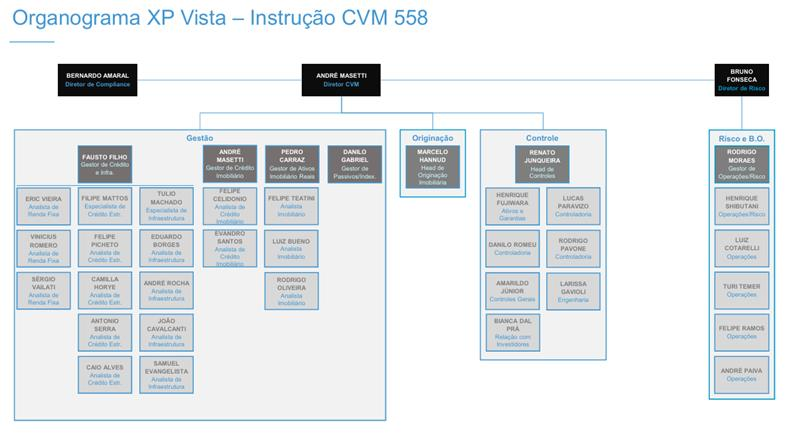 Organograma XP Vista – Instrução CVM 558
BERNARDO AMARAL
Diretor de Compliance
ANDRÉ MASETTI
Diretor CVM
BRUNO
FONSECA
Diretor de Risco
Gestão
FAUSTO FILHO
Gestor de Crédito
e Infra.
ANDRÉ
MASETTI
Gestor de Crédito
Imobiliário
PEDRO
CARRAZ
Gestor de Ativos
Imobiliário Reais
DANILO
GABRIEL
Gestor de
Passivos/Index.
ERIC VIEIRA
Analista de
Renda Fixa
FILIPE MATTOS
Especialista de
Crédito Estr.
TULIO
MACHADO
Especialista de
Infraestrutura
FELIPE
CELIDONIO
Analista de
Crédito
Imobiliário
FELIPE TEATINI
Analista
Imobiliário
VINICIUS
ROMERO
Analista de
Renda Fixa
FELIPE
PICHETO
Analista de
Crédito Estr.
EDUARDO
BORGES
Analista de
Infraestrutura
EVANDRO
SANTOS
Analista de
Crédito
Imobiliário
LUIZ BUENO
Analista
Imobiliário
SÉRGIO
VAILATI
Analista de
Renda Fixa
CAMILLA
HORYE
Analista de
Crédito Estr.
ANDRÉ ROCHA
Analista de
Infraestrutura
RODRIGO
OLIVEIRA
Analista
Imobiliário
ANTONIO
SERRA
Analista de
Crédito Estr.
JOÃO
CAVALCANTI
Analista de
Infraestrutura
CAIO ALVES
Analista de
Crédito Estr.
SAMUEL
EVANGELISTA
Analista de
Infraestrutura
Originação
MARCELO
HANNUD
Head de
Originação
Imobiliária
Controle
RENATO
JUNQUEIRA
Head de
Controles
HENRIQUE
FUJIWARA
Ativos e
Garantias
LUCAS
PARAVIZO
Controladoria
DANILO ROMEU
Controladoria
RODRIGO
PAVONE
Controladoria
AMARILDO
JÚNIOR
Controles Gerais
LARISSA
GAVIOLI
Engenharia
BIANCA DAL
PRÁ
Relação com
Investidores
Risco e B.O.
RODRIGO
MORAES
Gestor de
Operações/Risco
HENRIQUE
SHIBUTANI
Operações/Risco
LUIZ
COTARELLI
Operações
TURI TEMER
Operações
FELIPE RAMOS
Operações
ANDRÉ PAIVA
Operações